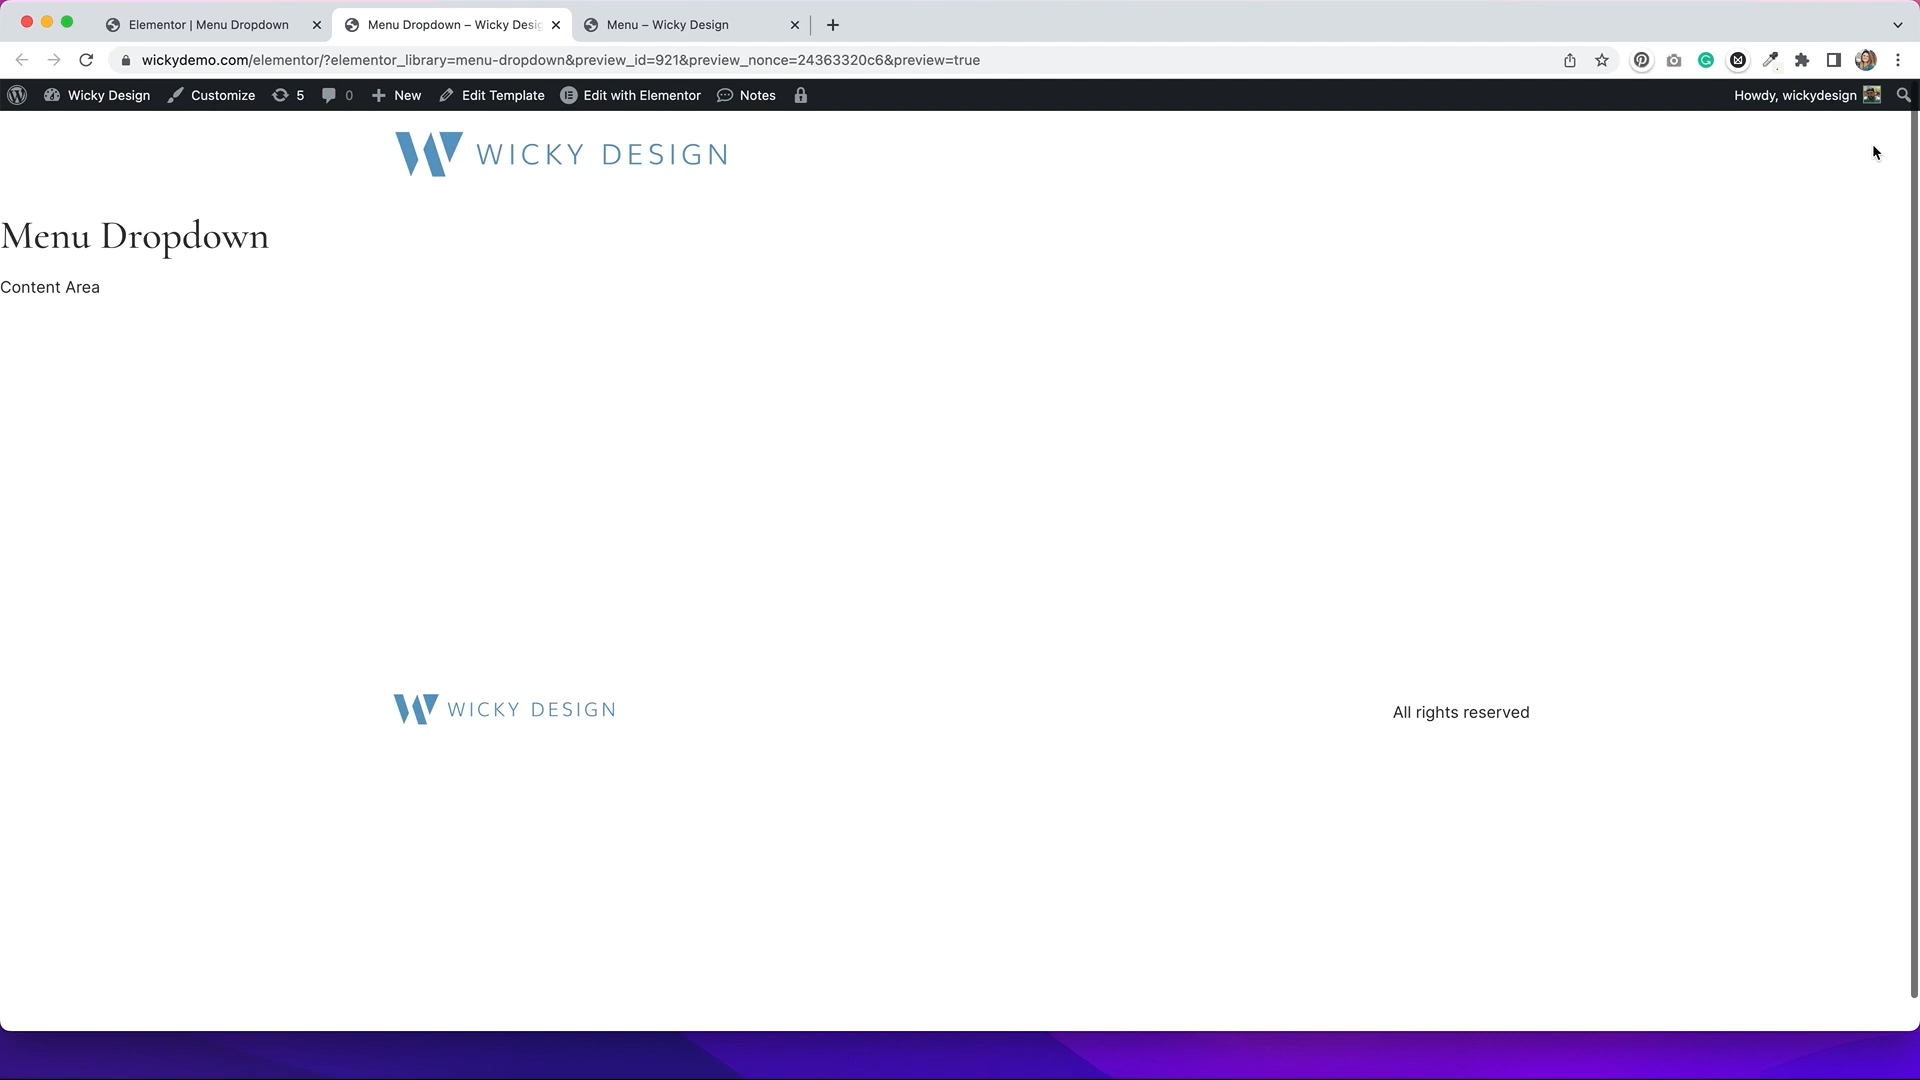 Elementor | Menu Dropdown
Menu Dropdown – Wicky Desig
Menu – Wicky Design
wickydemo.com/elementor/?elementor_library=menu-dropdown&preview_id=921&preview_nonce=24363320c6&preview=true
Wicky Design Customize 5 0 New Edit Template Edit with Elementor Notes Howdy, wickydesign
W WICKY DESIGN
Menu Dropdown
Content Area
W WICKY DESIGN
All rights reserved